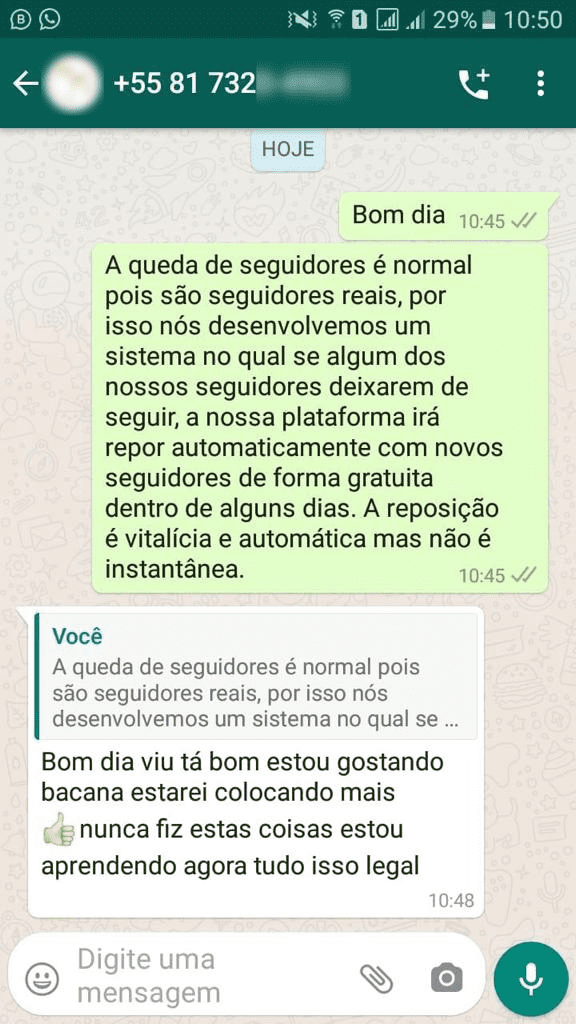 29% 10:50
+55 81 732
HOJE
Bom dia 10:45
A queda de seguidores é normal
pois são seguidores reais, por
isso nós desenvolvemos um
sistema no qual se algum dos
nossos seguidores deixarem de
seguir, a nossa plataforma irá
repor automaticamente com novos
seguidores de forma gratuita
dentro de alguns dias. A reposição
é vitalícia e automática mas não é
instantânea. 10:45
Você
A queda de seguidores é normal pois
são seguidores reais, por isso nós
desenvolvemos um sistema no qual se ...
Bom dia viu tá bom estou gostando
bacana estarei colocando mais
👍nunca fiz estas coisas estou
aprendendo agora tudo isso legal
10:48
Digite uma
mensagem